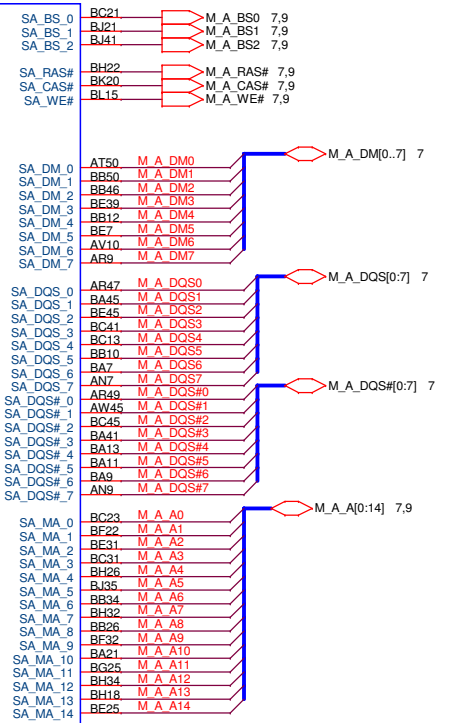 SA_BS_0 BC21 M_A_BS0 7,9
SA_BS_1 BJ21 M_A_BS1 7,9
SA_BS_2 BJ41 M_A_BS2 7,9
SA_RAS# BH22 M_A_RAS# 7,9
SA_CAS# BK20 M_A_CAS# 7,9
SA_WE# BL15 M_A_WE# 7,9
M_A_DM[0..7] 7
SA_DM_0 AT50 M_A_DM0
SA_DM_1 BB50 M_A_DM1
SA_DM_2 BB46 M_A_DM2
SA_DM_3 BE39 M_A_DM3
SA_DM_4 BB12 M_A_DM4
SA_DM_5 BE7 M_A_DM5
SA_DM_6 AV10 M_A_DM6
SA_DM_7 AR9 M_A_DM7
M_A_DQS[0:7] 7
SA_DQS_0 AR47 M_A_DQS0
SA_DQS_1 BA45 M_A_DQS1
SA_DQS_2 BE45 M_A_DQS2
SA_DQS_3 BC41 M_A_DQS3
SA_DQS_4 BC13 M_A_DQS4
SA_DQS_5 BB10 M_A_DQS5
SA_DQS_6 BA7 M_A_DQS6
SA_DQS_7 AN7 M_A_DQS7
M_A_DQS#[0:7] 7
SA_DQS#_0 AR49 M_A_DQS#0
SA_DQS#_1 AW45 M_A_DQS#1
SA_DQS#_2 BC45 M_A_DQS#2
SA_DQS#_3 BA41 M_A_DQS#3
SA_DQS#_4 BA13 M_A_DQS#4
SA_DQS#_5 BA11 M_A_DQS#5
SA_DQS#_6 BA9 M_A_DQS#6
SA_DQS#_7 AN9 M_A_DQS#7
M_A_A[0:14] 7,9
SA_MA_0 BC23 M_A_A0
SA_MA_1 BF22 M_A_A1
SA_MA_2 BE31 M_A_A2
SA_MA_3 BC31 M_A_A3
SA_MA_4 BH26 M_A_A4
SA_MA_5 BJ35 M_A_A5
SA_MA_6 BB34 M_A_A6
SA_MA_7 BH32 M_A_A7
SA_MA_8 BB26 M_A_A8
SA_MA_9 BF32 M_A_A9
SA_MA_10 BA21 M_A_A10
SA_MA_11 BG25 M_A_A11
SA_MA_12 BH34 M_A_A12
SA_MA_13 BH18 M_A_A13
SA_MA_14 BE25 M_A_A14